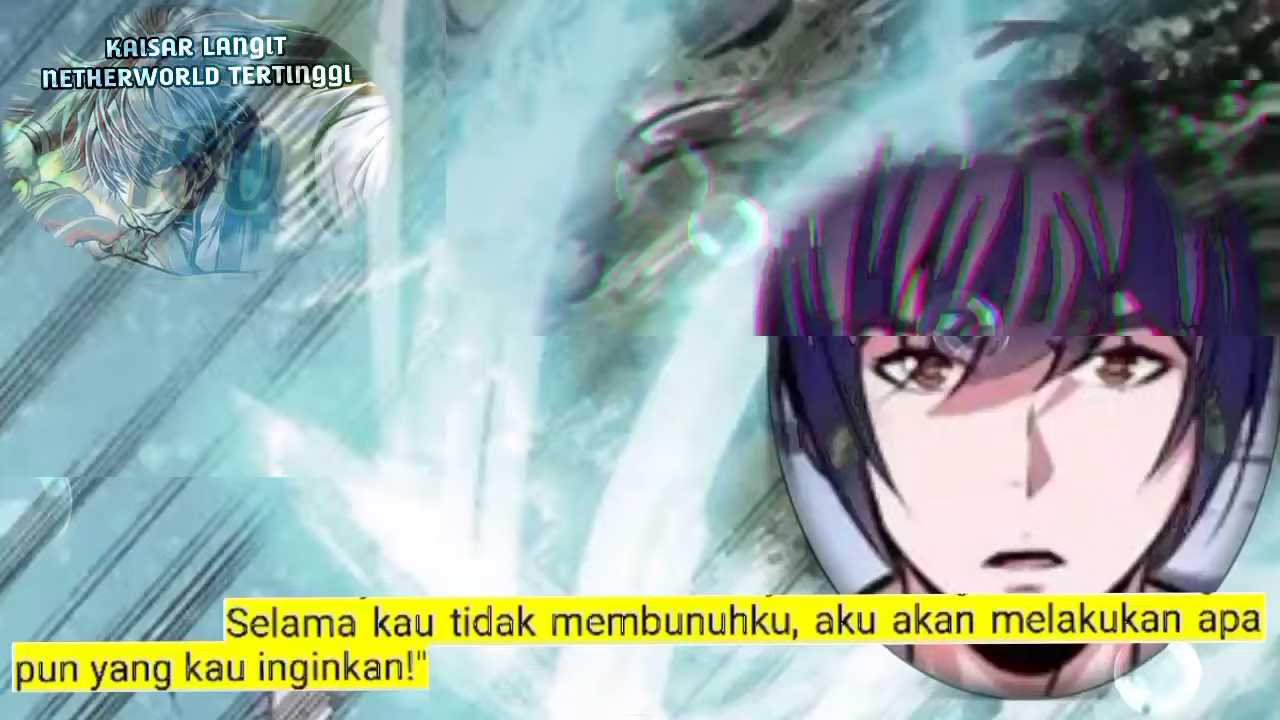 KAISAR LANGIT
NETHERWORLD TERTINGGI
Selama kau tidak membunuhku, aku akan melakukan apa
pun yang kau inginkan!"